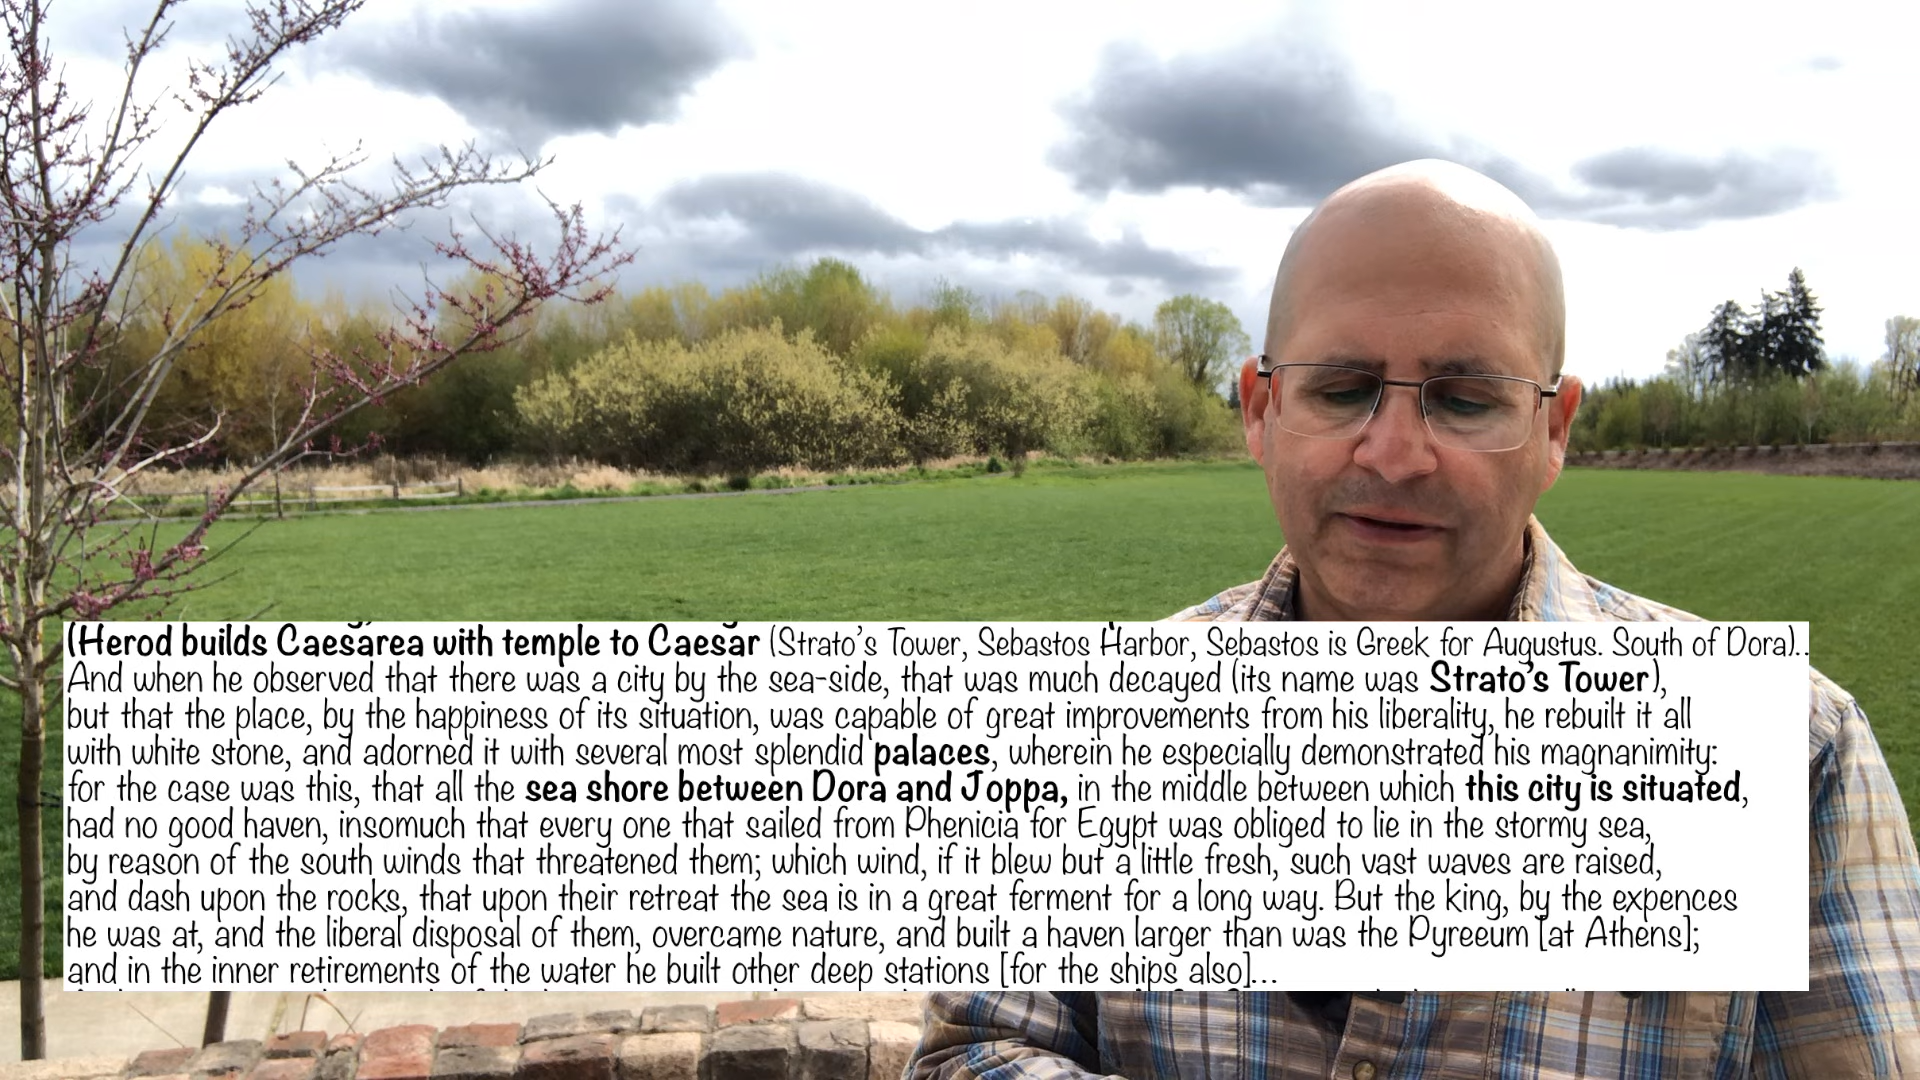 (Herod builds Caesarea with temple to Caesar (Strato's Tower, Sebastos Harbor, Sebastos is Greek for Augustus. South of Dora)..
And when he observed that there was a city by the sea-side, that was much decayed (its name was Strato's Tower),
but that the place, by the happiness of its situation, was capable of great improvements from his liberality, he rebuilt it all
with white stone, and adorned it with several most splendid palaces, wherein he especially demonstrated his magnanimity:
for the case was this, that all the sea shore between Dora and Joppa, in the middle between which this city is situated,
had no good haven, insomuch that every one that sailed from Phenicia for Egypt was obliged to lie in the stormy sea,
by reason of the south winds that threatened them; which wind, if it blew but a little fresh, such vast waves are raised,
and dash upon the rocks, that upon their retreat the sea is in a great ferment for a long way. But the king, by the expences
he was at, and the liberal disposal of them, overcame nature, and built a haven larger than was the Pyreeum [at Athens];
and in the inner retirements of the water he built other deep stations [for the ships also]...